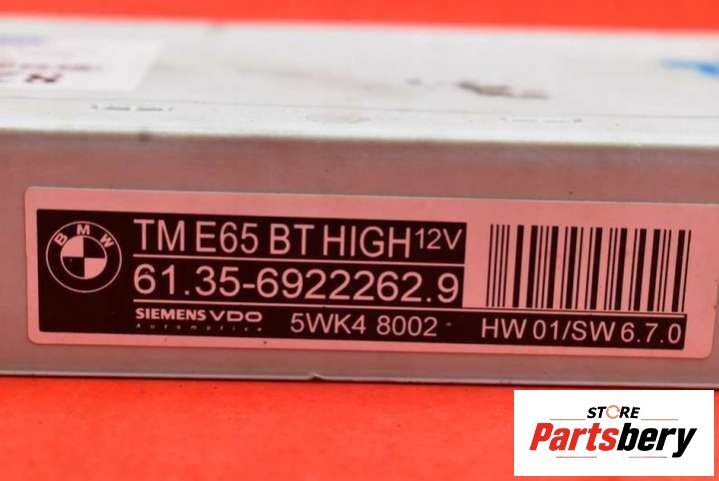 BMW
TM E65 BT HIGH 12V
61.35-6922262.9
SIEMENS VDO
Automotive
5WK4 8002
HW 01/SW 6.7.0
STORE
Partsbery